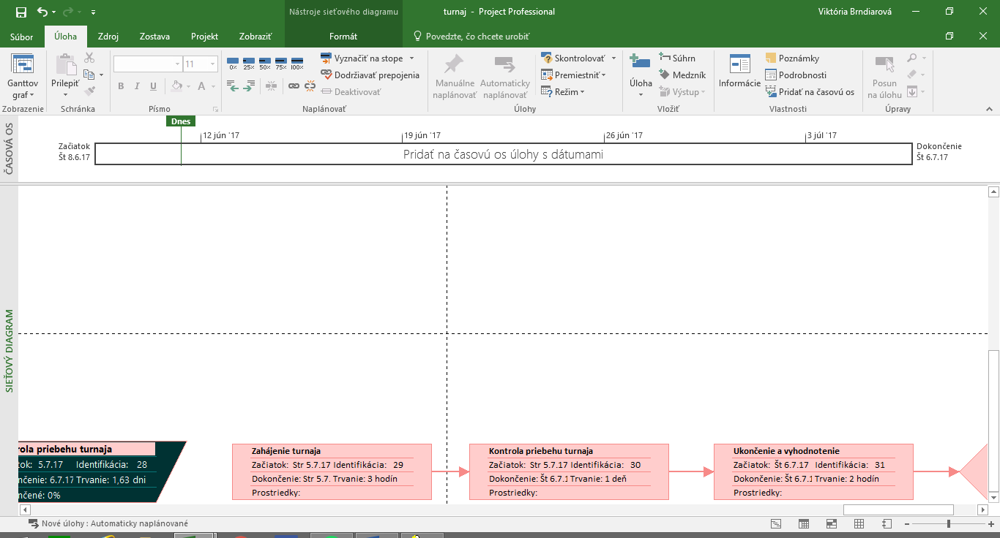 Nástroje sieťového diagramu
turnaj - Project Professional
Viktória Brndiarová
Súbor
Úloha
Zdroj
Zostava
Projekt
Zobraziť
Formát
Povedzte, čo chcete urobiť
Ganttov
graf
Zobrazenie
Prilepiť
Schránka
11
B I U
A
Písmo
0% 25% 50% 75% 100%
Vyznačiť na stope
Dodržiavať prepojenia
Deaktivovať
Naplánovať
Manuálne
naplánovať
Automaticky
naplánovať
Skontrolovať
Premiestniť
Režim
Úlohy
Úloha
Súhrn
Medzník
Výstup
Vložiť
Informácie
Poznámky
Podrobnosti
Pridať na časovú os
Vlastnosti
Posun
na úlohu
Úpravy
ČASOVÁ OS
Dnes
12 jún '17
19 jún '17
26 jún '17
3 júl '17
Začiatok
Št 8.6.17
Pridať na časovú os úlohy s dátumami
Dokončenie
Št 6.7.17
SIEŤOVÝ DIAGRAM
rola priebehu turnaja
tok: 5.7.17 Identifikácia: 28
nčenie: 6.7.17 Trvanie: 1,63 dni
nčené: 0%
Zahájenie turnaja
Začiatok: Str 5.7.17 Identifikácia: 29
Dokončenie: Str 5.7. Trvanie: 3 hodín
Prostriedky:
Kontrola priebehu turnaja
Začiatok: Str 5.7.17 Identifikácia: 30
Dokončenie: Št 6.7.1 Trvanie: 1 deň
Prostriedky:
Ukončenie a vyhodnotenie
Začiatok: Št 6.7.17 Identifikácia: 31
Dokončenie: Št 6.7.1 Trvanie: 2 hodín
Prostriedky:
Nové úlohy : Automaticky naplánované